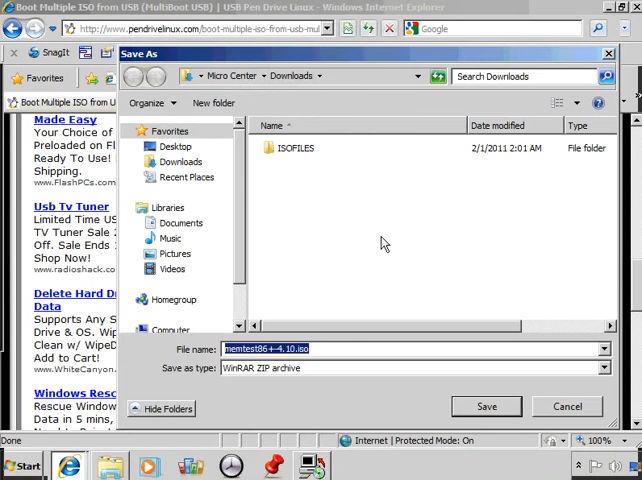 Boot Multiple ISO from USB (MultiBoot USB) | USB Pen Drive Linux - Windows Internet Explorer
http://www.pendrivelinux.com/boot-multiple-iso-from-usb-mul
Google
SnagIt
Favorites
Boot Multiple ISO from U
Made Easy
Your Choice of
Preloaded on Fl
Ready To Use!
Shipping.
www.FlashPCs.com
Usb Tv Tuner
Limited Time US
TV Tuner Sale 2
Off. Sale Ends
Shop Now!
www.radioshack.com
Delete Hard D
Data
Supports Any S
Drive & OS. Wip
Clean w/ WipeD
Add to Cart!
www.WhiteCanyon.
Windows Resc
Rescue Window
Data in 5 mins,
Save As
Micro Center
Downloads
Search Downloads
Organize
New folder
Favorites
Desktop
Downloads
Recent Places
Libraries
Documents
Music
Pictures
Videos
Homegroup
Computer
Name
Date modified
Type
ISOFILES
2/1/2011 2:01 AM
File folder
File name:
memtest86+-4.10.iso
Save as type:
WinRAR ZIP archive
Hide Folders
Save
Cancel
Done
Internet | Protected Mode: On
100%
Start